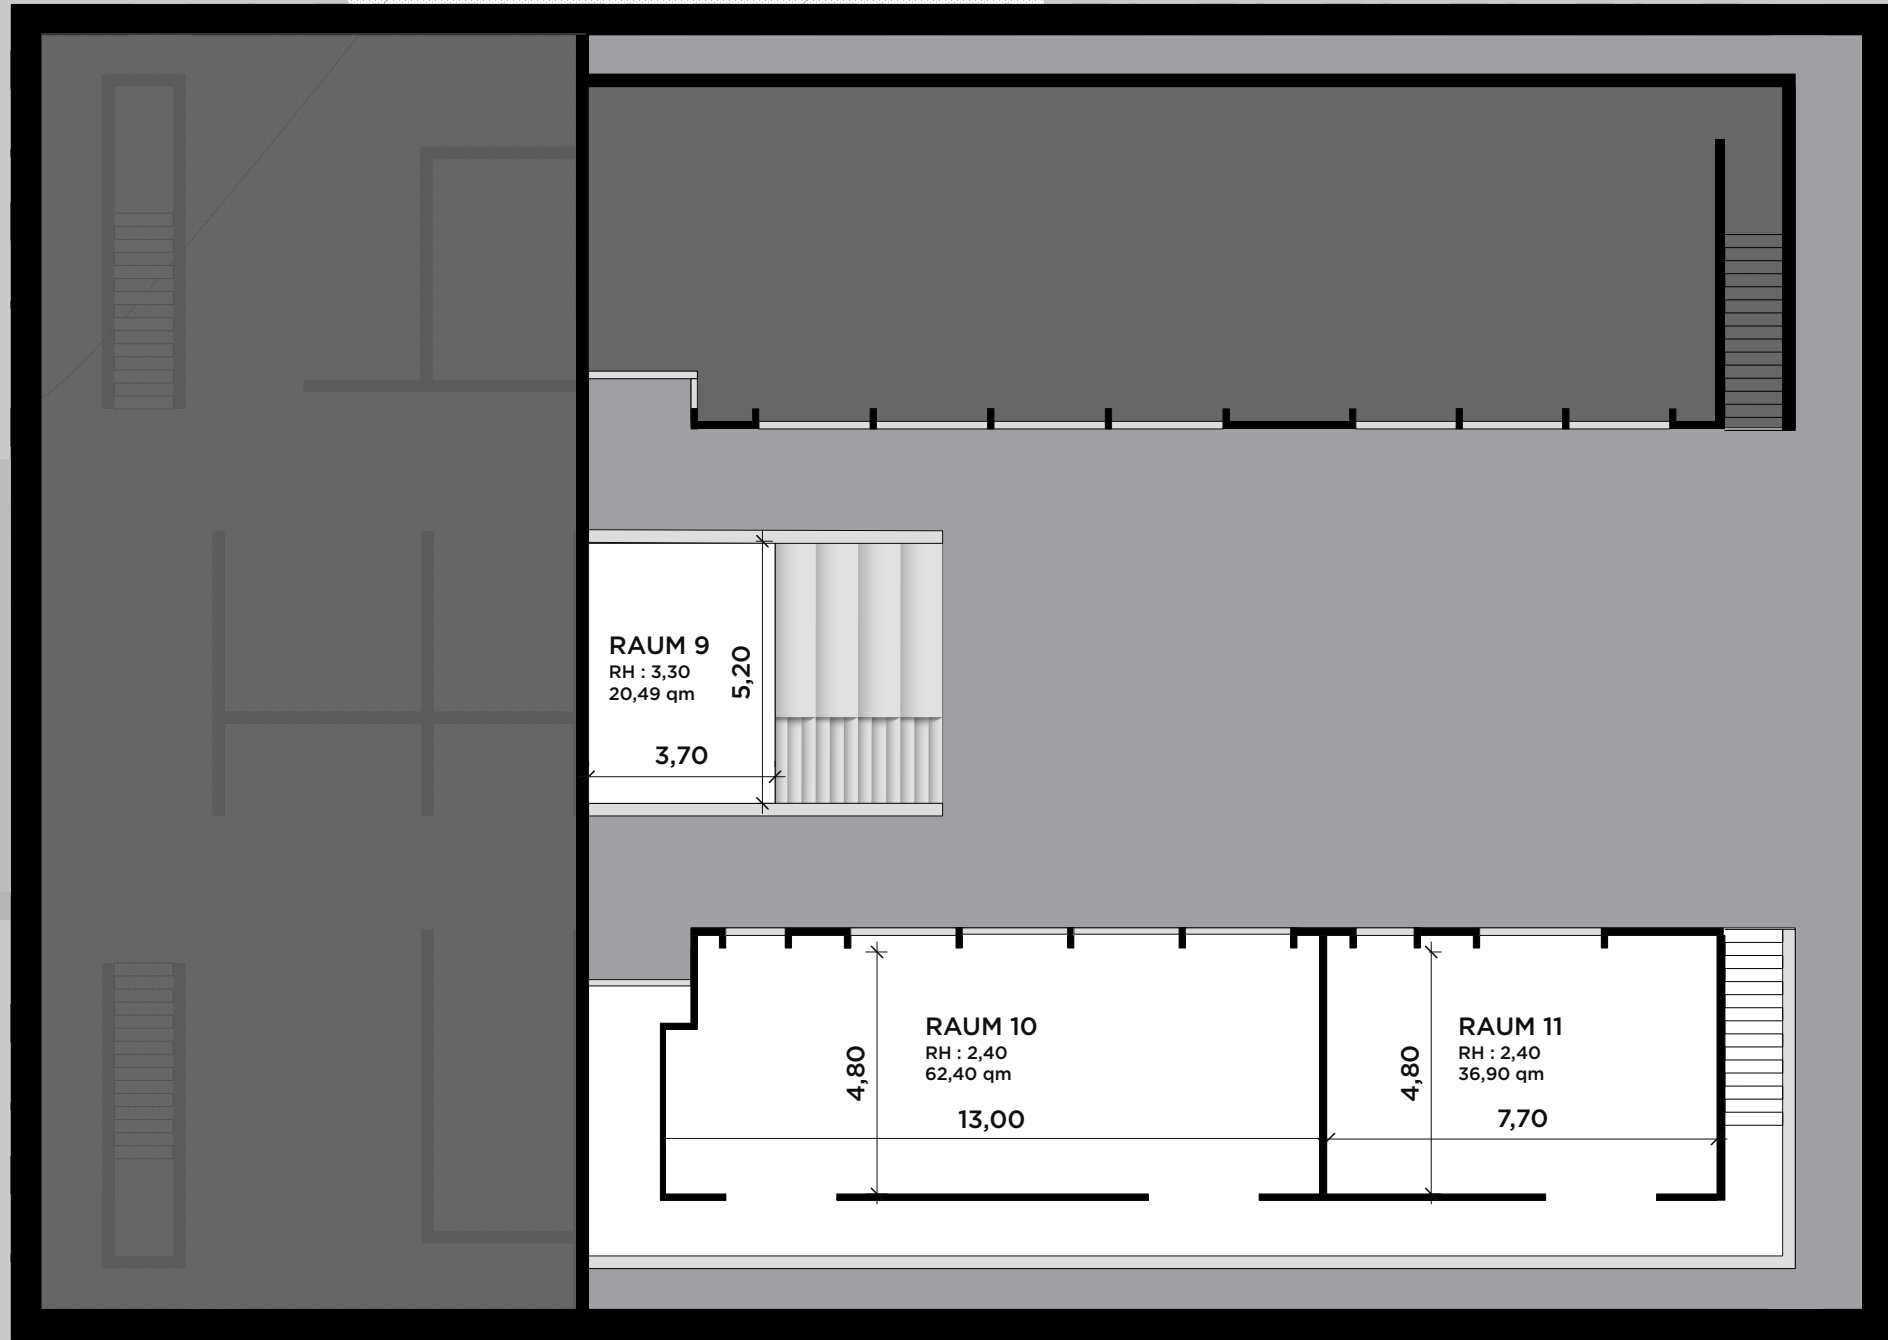 RAUM 9
RH : 3,30
20,49 qm
5,20
3,70
RAUM 10
RH : 2,40
62,40 qm
4,80
13,00
RAUM 11
RH : 2,40
36,90 qm
4,80
7,70